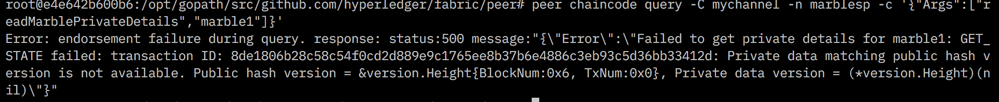 root@e4e642b600b6:/opt/gopath/src/github.com/hyperledger/fabric/peer# peer chaincode query -C mychannel -n marblesp -c '{"Args":["r
eadMarblePrivateDetails","marble1"]}'
Error: endorsement failure during query. response: status:500 message:"{\"Error\":\"Failed to get private details for marble1: GET_
STATE failed: transaction ID: 8de1806b28c58c54f0cd2d889e9c1765ee8b37b6e4886c3eb93c5d36bb33412d: Private data matching public hash v
ersion is not available. Public hash version = &version.Height{BlockNum:0x6, TxNum:0x0}, Private data version = (*version.Height)(n
il)\"}"